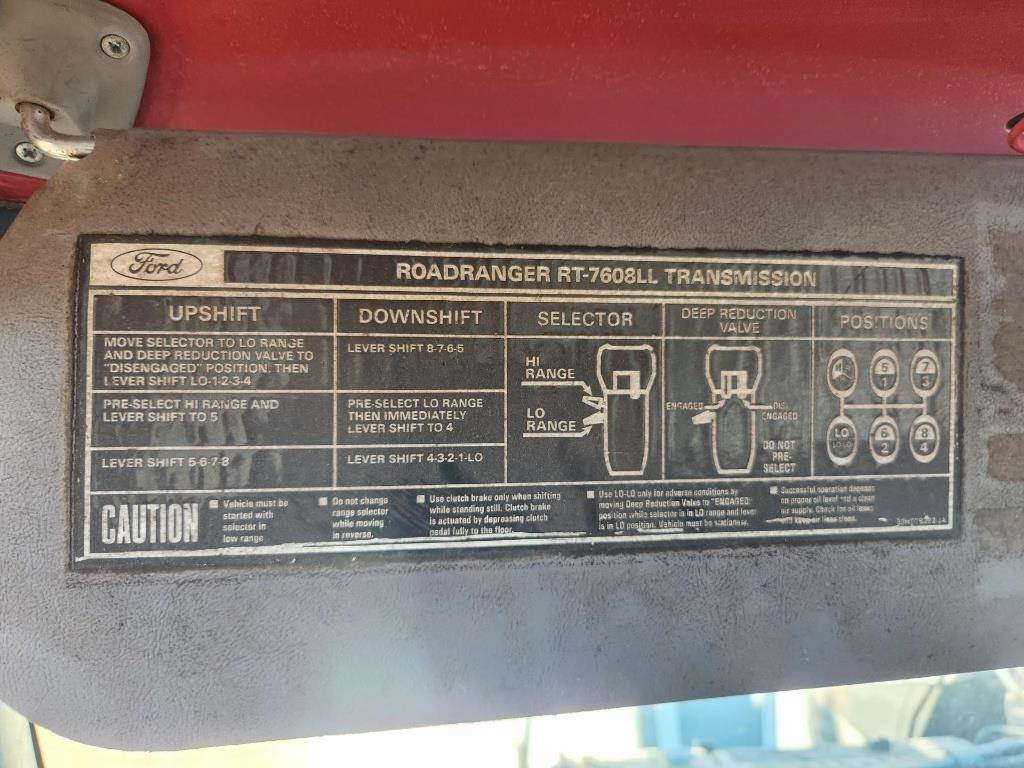 Ford
ROADRANGER RT-7608LL TRANSMISSION
UPSHIFT
MOVE SELECTOR TO LO RANGE
AND DEEP REDUCTION VALVE TO
"DISENGAGED" POSITION. THEN
LEVER SHIFT LO-1-2-3-4
PRE-SELECT HI RANGE AND
LEVER SHIFT TO 5
LEVER SHIFT 5-6-7-8
DOWNSHIFT
LEVER SHIFT 8-7-6-5
PRE-SELECT LO RANGE
THEN IMMEDIATELY
LEVER SHIFT TO 4
LEVER SHIFT 4-3-2-1-LO
SELECTOR
HI
RANGE
LO
RANGE
DEEP REDUCTION
VALVE
ENGAGED
DIS-
ENGAGED
DO NOT
PRE-
SELECT
POSITIONS
R
5
1
7
3
LO
LO-LO
6
2
8
4
CAUTION
Vehicle must be
started with
selector in
low range
Do not change
range selector
while moving
in reverse.
Use clutch brake only when shifting
while standing still. Clutch brake
is actuated by depressing clutch
pedal fully to the floor.
Use LO-LO only for adverse conditions by
moving Deep Reduction Valve to "ENGAGED"
position while selector is in LO range and lever
is in LO position. Vehicle must be stationary.
Successful operation depends
on proper oil level and a clean
air supply. Check for oil leaks